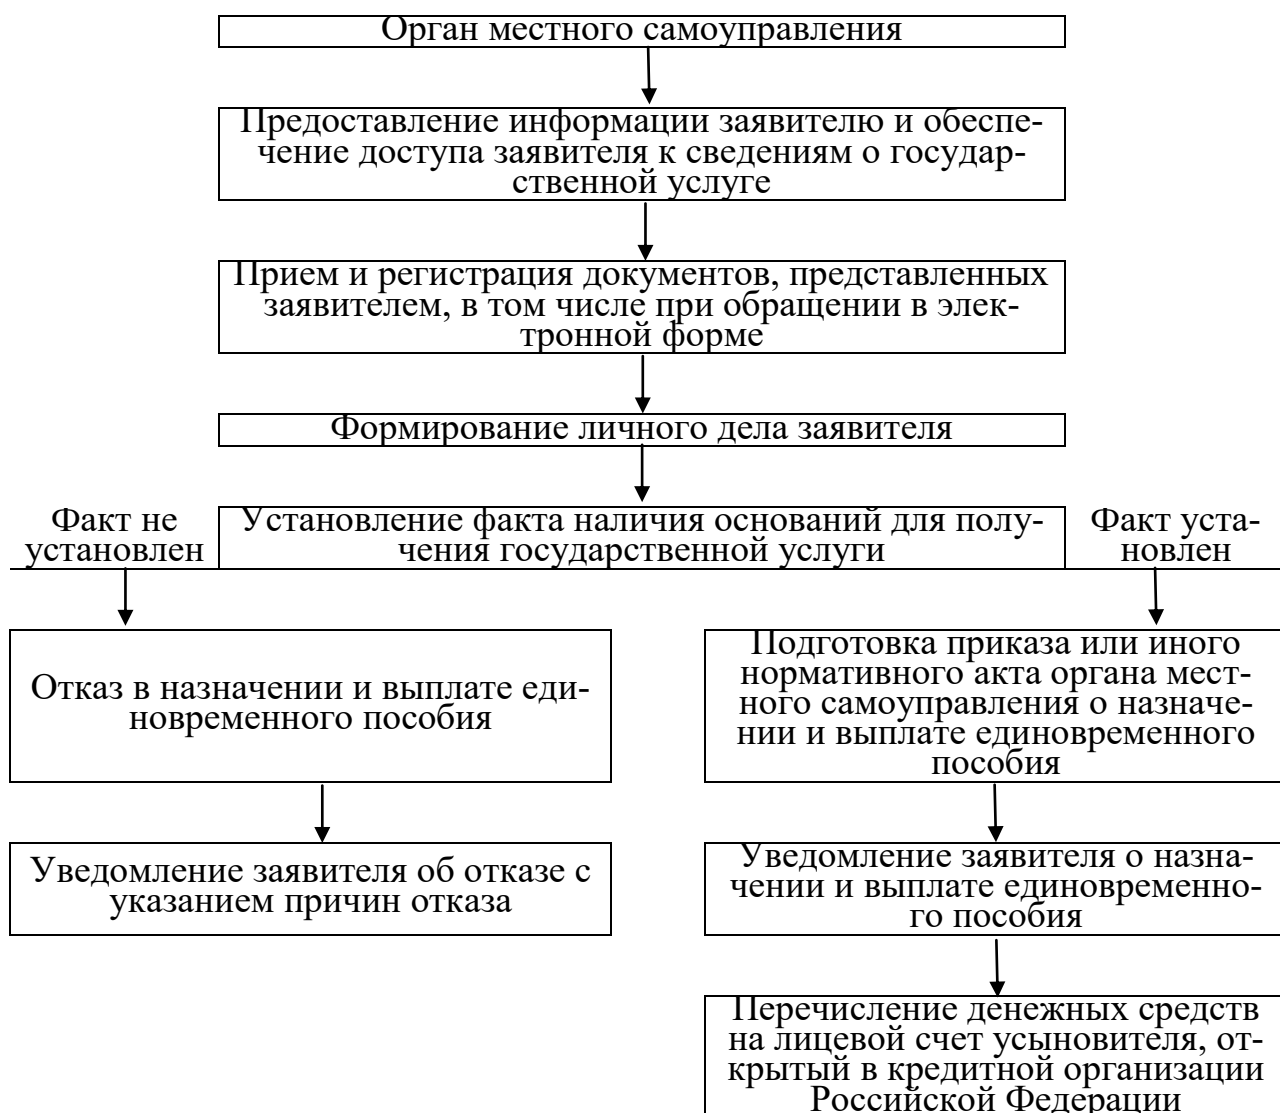 Орган местного самоуправления
Предоставление информации заявителю и обеспе-
чение доступа заявителя к сведениям о государ-
ственной услуге
Прием и регистрация документов, представленных
заявителем, в том числе при обращении в элек-
тронной форме
Формирование личного дела заявителя
Факт не
установлен
Установление факта наличия оснований для полу-
чения государственной услуги
Факт уста-
новлен
Отказ в назначении и выплате еди-
новременного пособия
Подготовка приказа или иного
нормативного акта органа мест-
ного самоуправления о назначе-
нии и выплате единовременного
пособия
Уведомление заявителя об отказе с
указанием причин отказа
Уведомление заявителя о назна-
чении и выплате единовременно-
го пособия
Перечисление денежных средств
на лицевой счет усыновителя, от-
крытый в кредитной организации
Российской Федерации